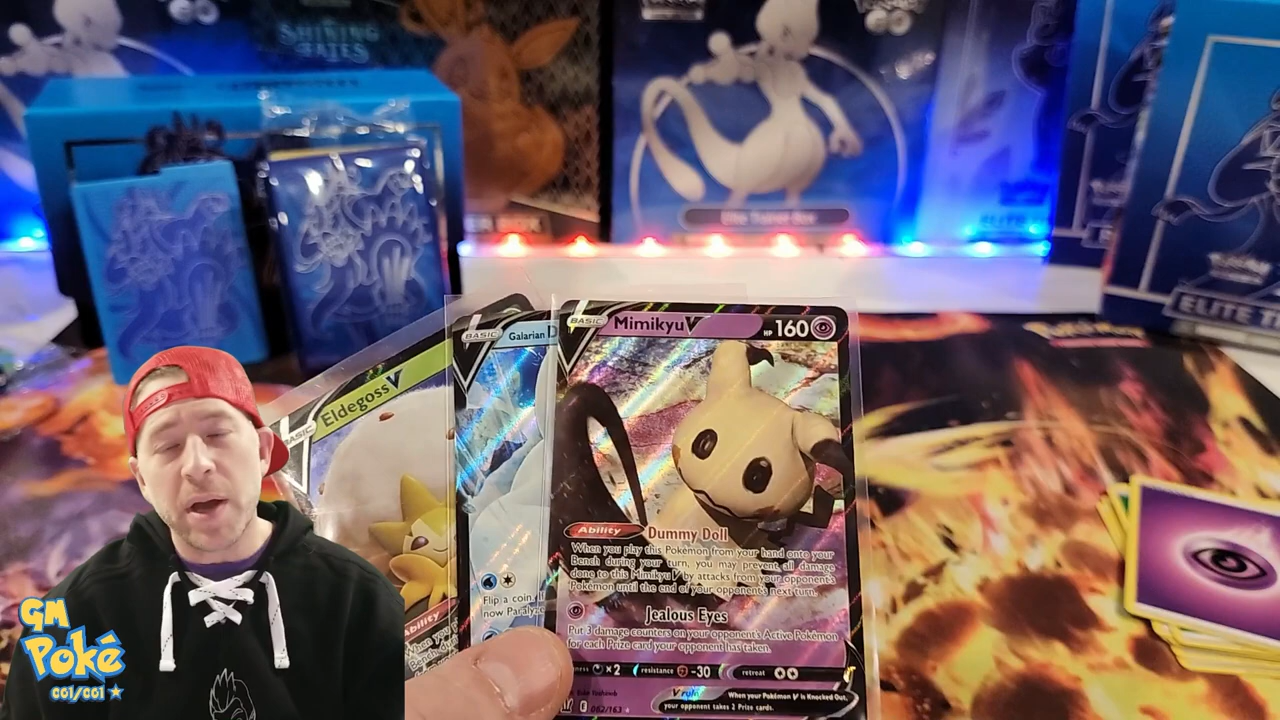 SHINING
FATES
Elite Trainer Box
ELITE T
BASIC
Mimikyu V
HP 160
BASIC
Galarian D
BASIC
Eldegoss V
Ability
Dummy Doll
When you play this Pokémon from your hand onto your
Bench during your turn, you may prevent all damage
done to this Mimikyu V by attacks from your opponent's
Pokémon until the end of your opponent's next turn.
Jealous Eyes
Put 3 damage counters on your opponent's Active Pokémon
for each Prize card your opponent has taken.
×2
resistance
-30
retreat
V rule
When your Pokémon V is Knocked Out,
your opponent takes 2 Prize cards.
E 062/163
Flip a coin. I
now Paralyze
Ability
GM
Poké
001/001